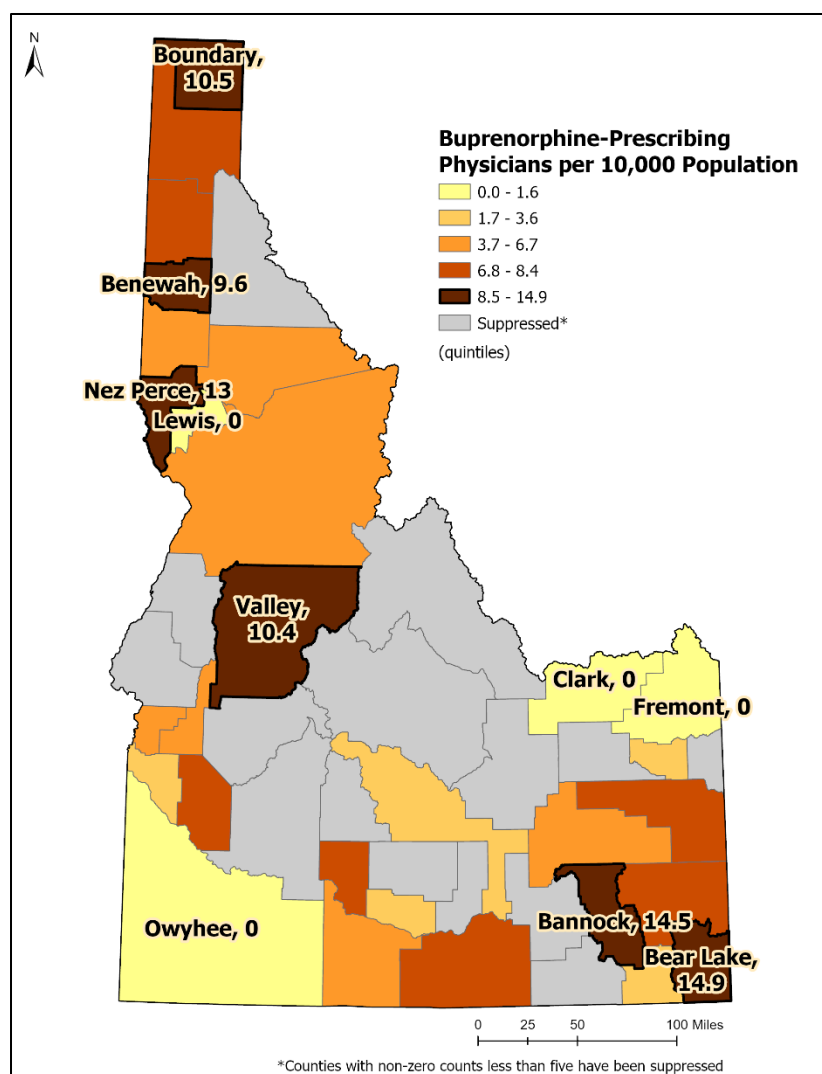 N
Boundary,
10.5
Buprenorphine-Prescribing
Physicians per 10,000 Population
0.0 - 1.6
1.7 - 3.6
3.7 - 6.7
6.8 - 8.4
8.5 - 14.9
Suppressed*
(quintiles)
Benewah, 9.6
Nez Perce, 13
Lewis, 0
Valley,
10.4
Clark, 0
Fremont, 0
Owyhee, 0
Bannock, 14.5
Bear Lake,
14.9
0 25 50 100 Miles
*Counties with non-zero counts less than five have been suppressed